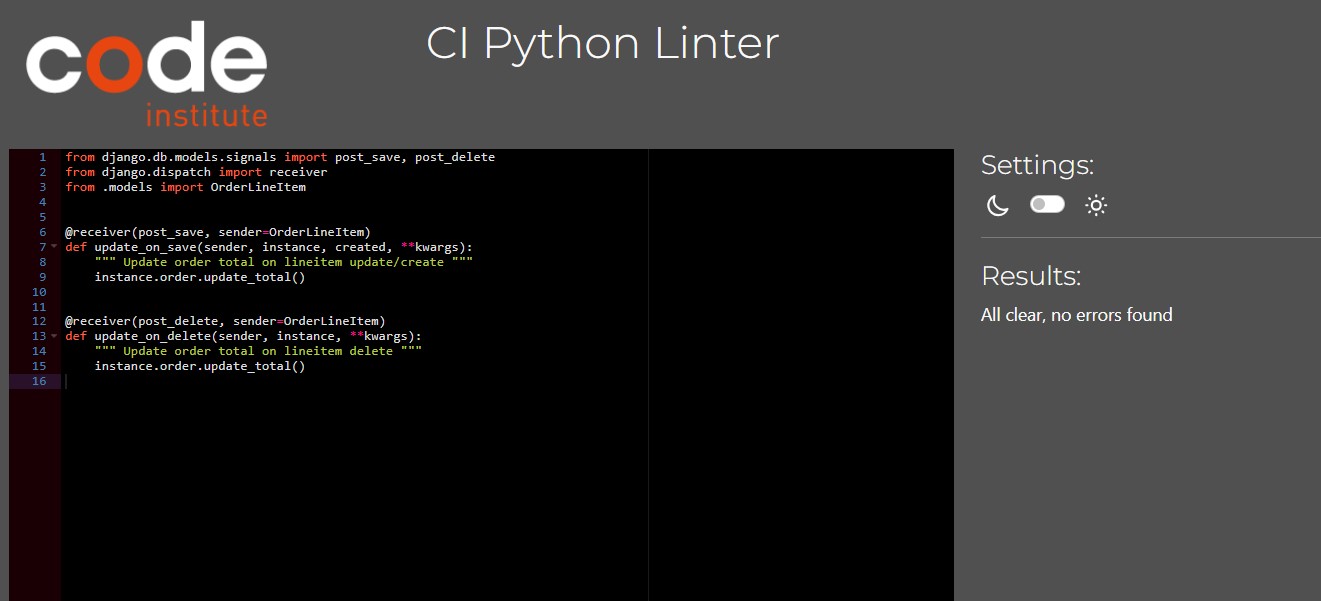 code
institute
CI Python Linter
1 from django.db.models.signals import post_save, post_delete
2 from django.dispatch import receiver
3 from .models import OrderLineItem
4
5
6 @receiver(post_save, sender=OrderLineItem)
7 def update_on_save(sender, instance, created, **kwargs):
8     """ Update order total on lineitem update/create """
9     instance.order.update_total()
10
11
12 @receiver(post_delete, sender=OrderLineItem)
13 def update_on_delete(sender, instance, **kwargs):
14     """ Update order total on lineitem delete """
15     instance.order.update_total()
16
Settings:
Results:
All clear, no errors found